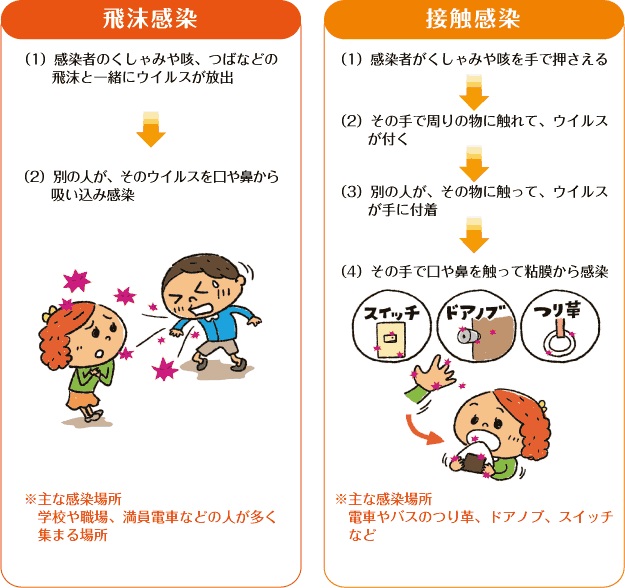 飛沫感染
（1）感染者のくしゃみや咳、つばなどの
飛沫と一緒にウイルスが放出
（2）別の人が、そのウイルスを口や鼻から
吸い込み感染
※主な感染場所
学校や職場、満員電車などの人が多く
集まる場所
接触感染
（1）感染者がくしゃみや咳を手で押さえる
（2）その手で周りの物に触れて、ウイルス
が付く
（3）別の人が、その物に触って、ウイルス
が手に付着
（4）その手で口や鼻を触って粘膜から感染
スイッチ
ドアノブ
つり革
※主な感染場所
電車やバスのつり革、ドアノブ、スイッチ
など